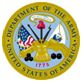 DEPARTMENT OF THE ARMY
UNITED STATES OF AMERICA
1775